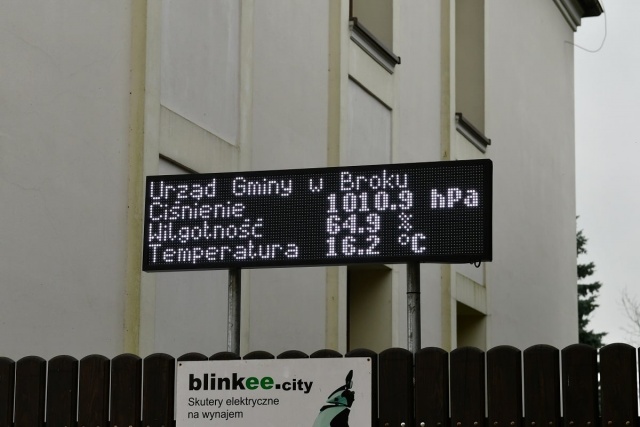 Urząd Gminy w Broku
Ciśnienie 1010.9 hPa
Wilgotność 64.9 %
Temperatura 16.2 °C
blinkee.city
Skutery elektryczne
na wynajem